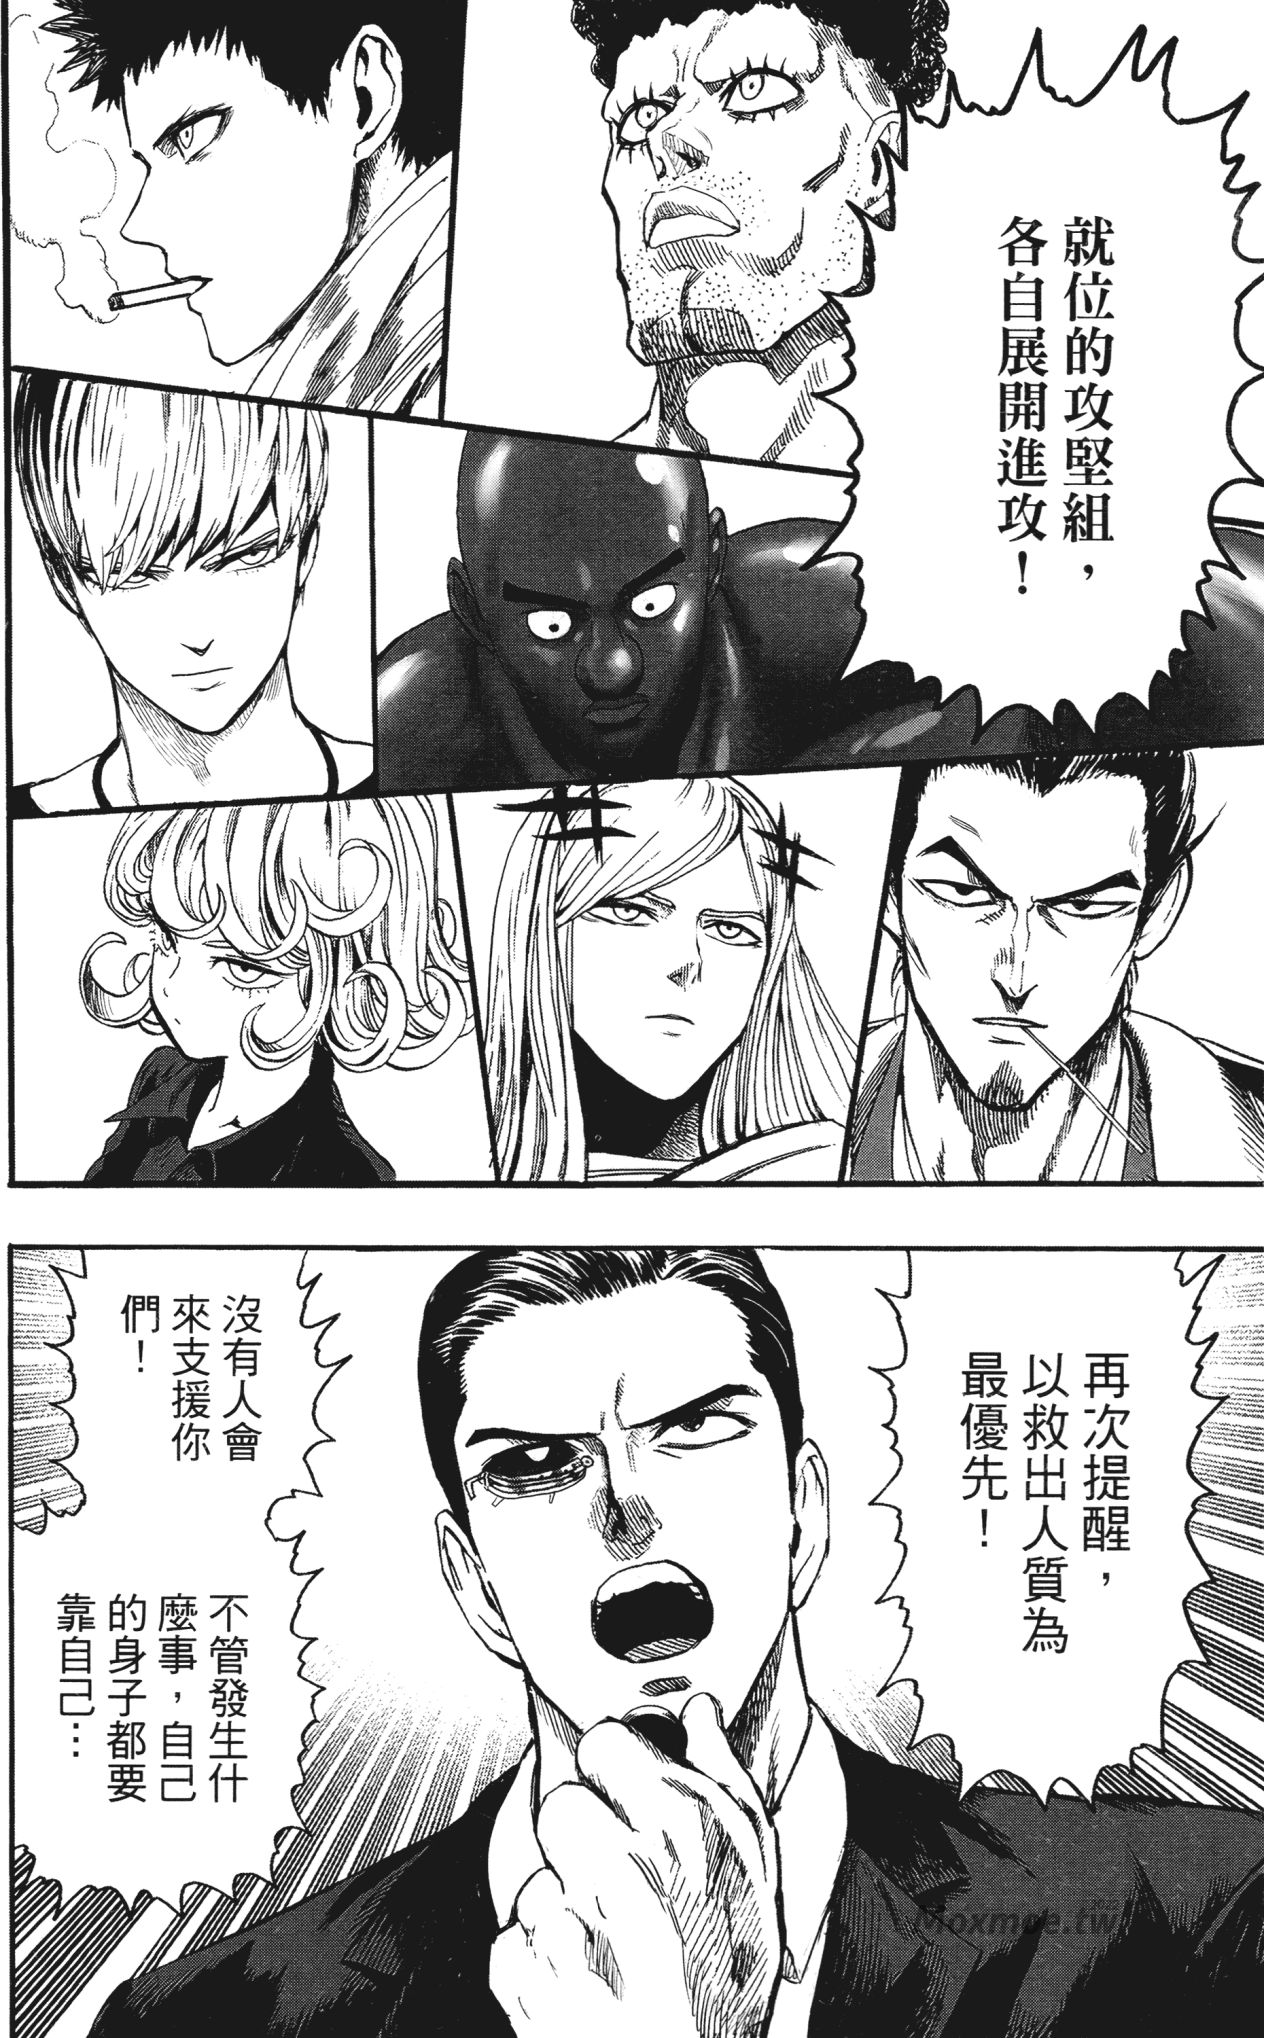 就位的攻堅組，
各自展開進攻！
再次提醒，
以救出人質為
最優先！
沒有人會
來支援你
們！
不管發生什
麼事，自己
的身子都要
靠自己…
Moxmoe.tw